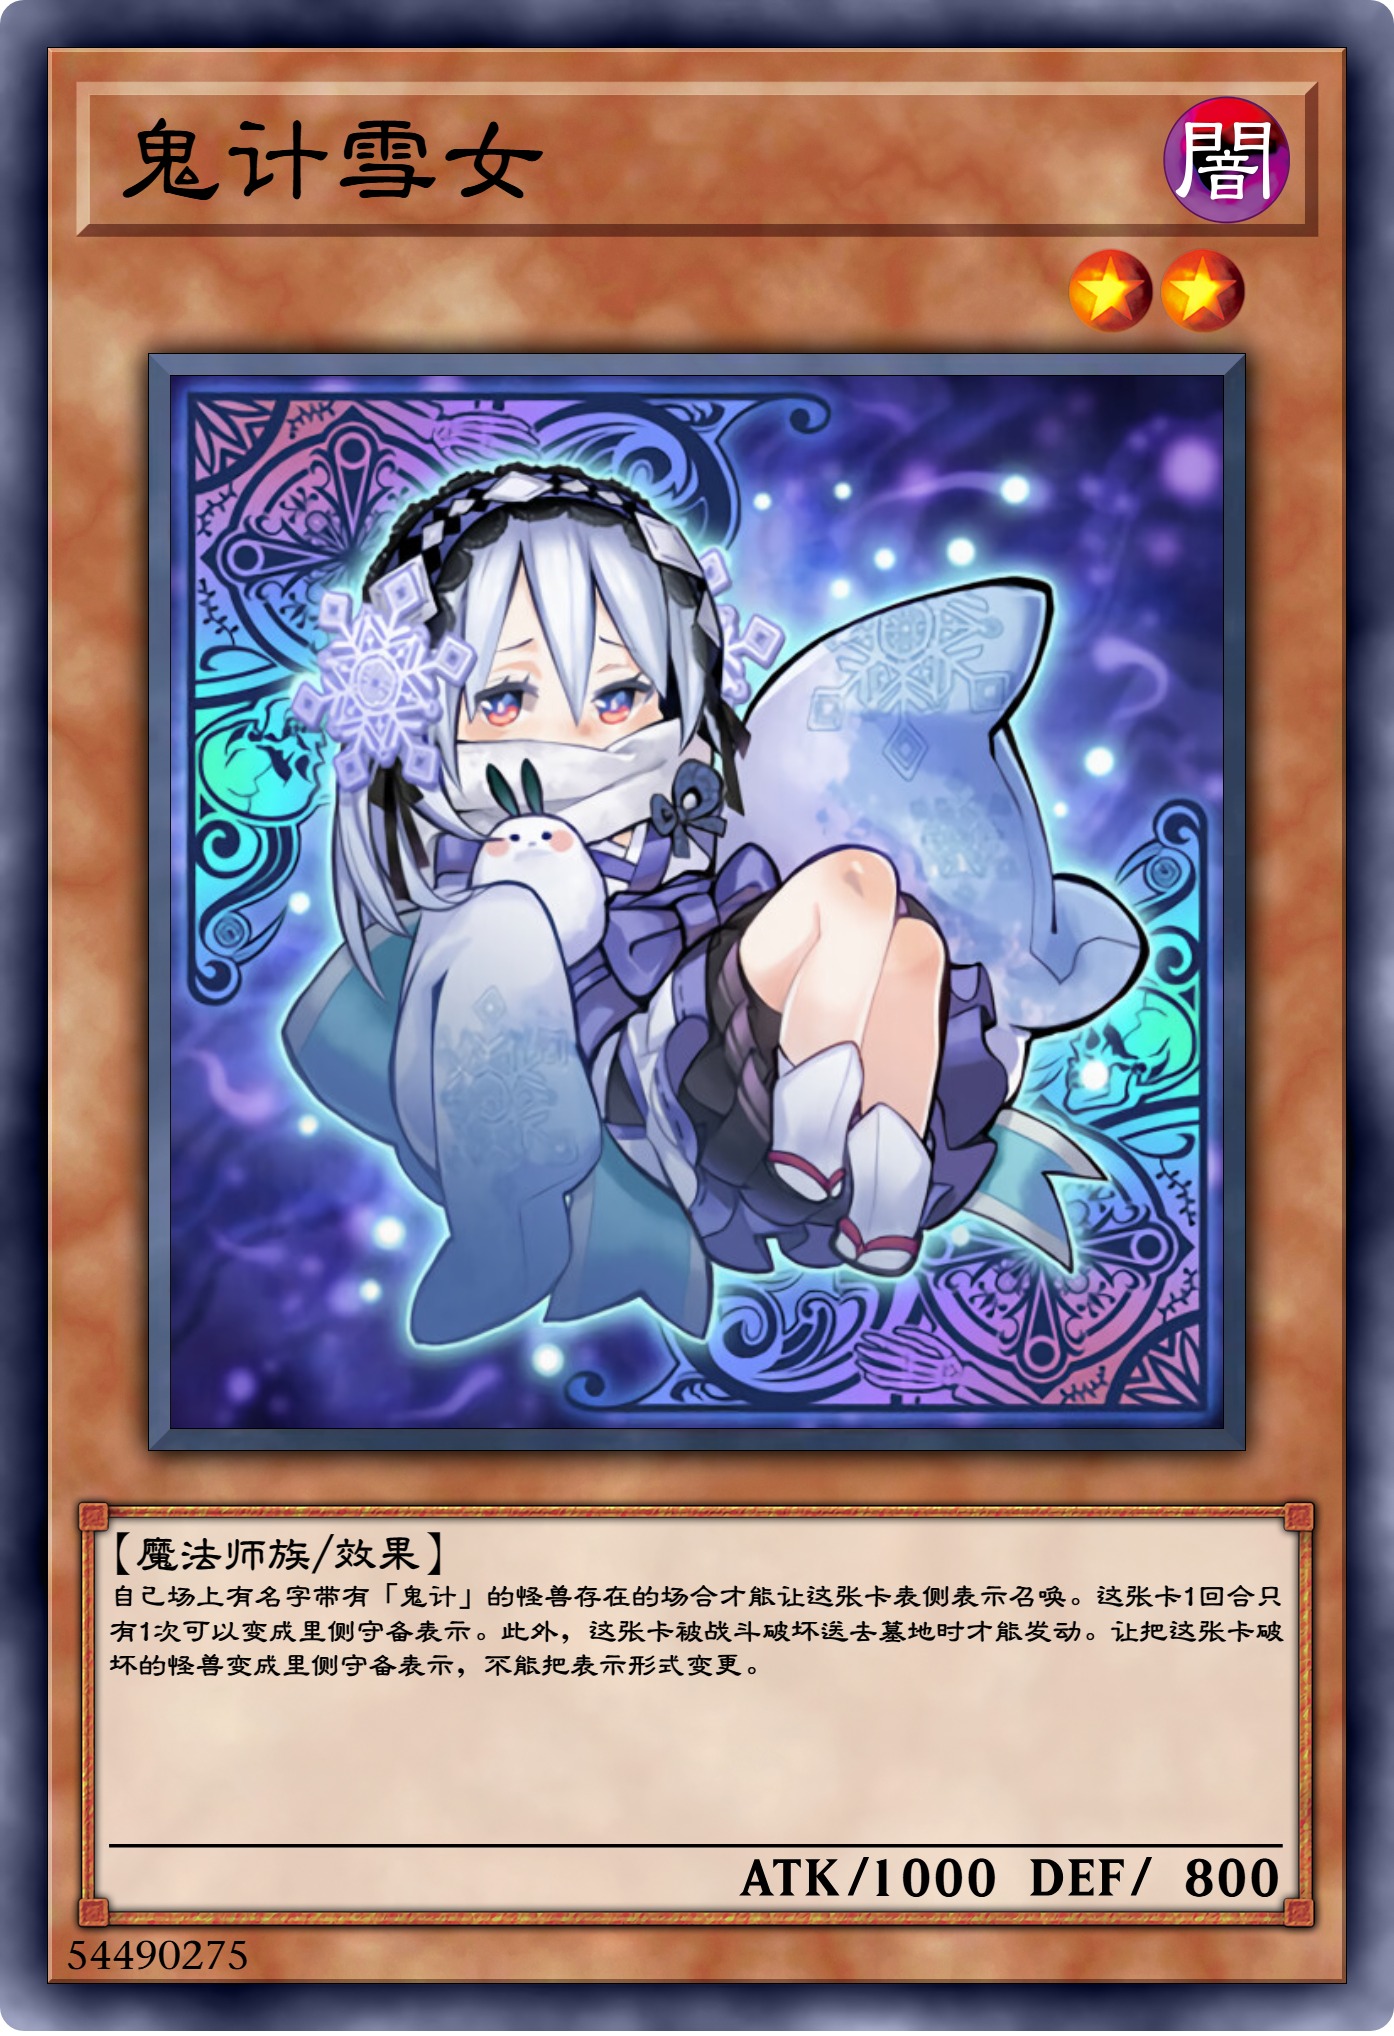 鬼计雪女
闇
【魔法师族/效果】
自己场上有名字带有「鬼计」的怪兽存在的场合才能让这张卡表侧表示召唤。这张卡1回合只
有1次可以变成里侧守备表示。此外，这张卡被战斗破坏送去墓地时才能发动。让把这张卡破
坏的怪兽变成里侧守备表示，不能把表示形式变更。
ATK/1000 DEF/ 800
54490275